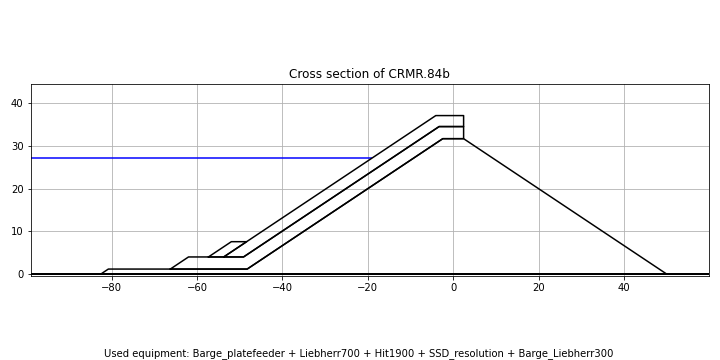 Cross section of CRMR.84b
40
30
20
10
0
−80 −60 −40 −20 0 20 40
Used equipment: Barge_platefeeder + Liebherr700 + Hit1900 + SSD_resolution + Barge_Liebherr300